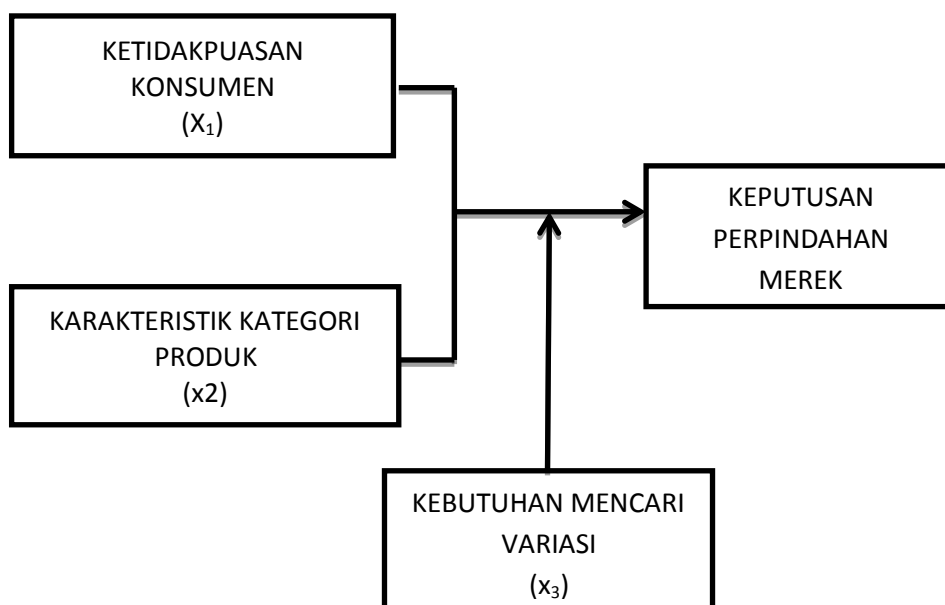 KETIDAKPUASAN
KONSUMEN
(X₁)
KEPUTUSAN
PERPINDAHAN
MEREK
KARAKTERISTIK KATEGORI
PRODUK
(x2)
KEBUTUHAN MENCARI
VARIASI
(x₃)